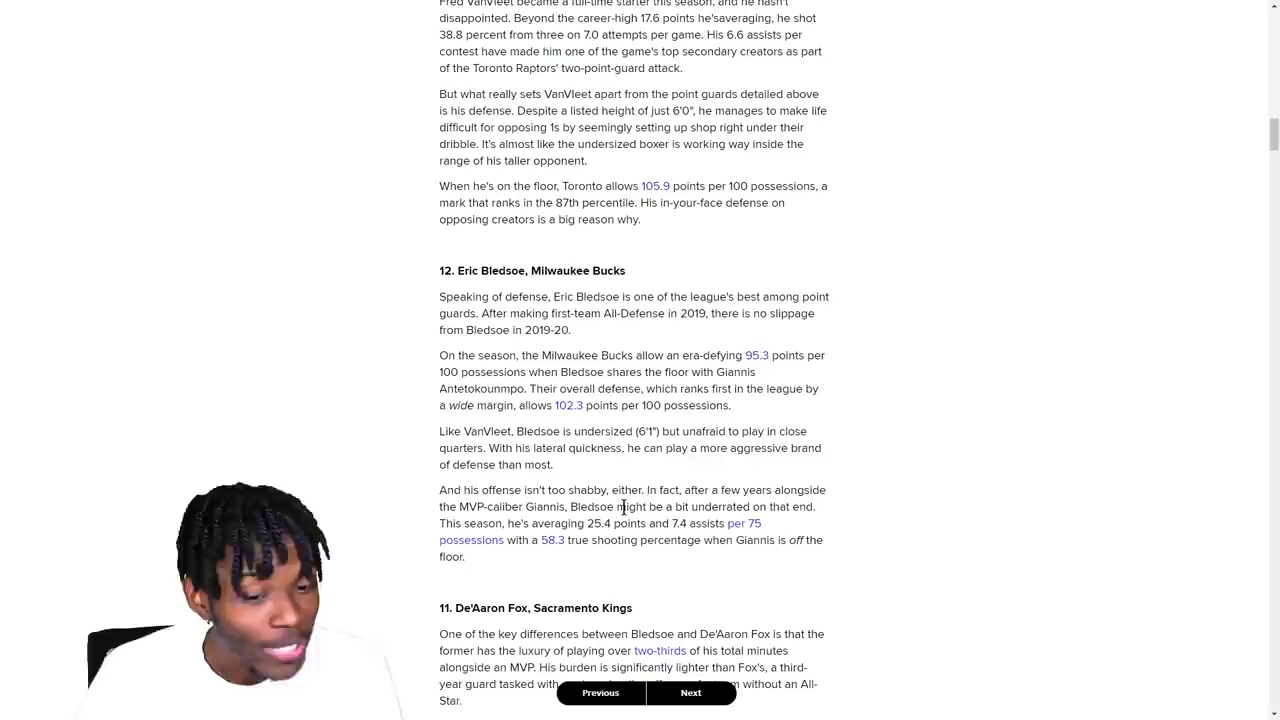 Fred VanVleet became a full-time starter this season, and he hasn't
disappointed. Beyond the career-high 17.6 points he'saveraging, he shot
38.8 percent from three on 7.0 attempts per game. His 6.6 assists per
contest have made him one of the game's top secondary creators as part
of the Toronto Raptors' two-point-guard attack.
But what really sets VanVleet apart from the point guards detailed above
is his defense. Despite a listed height of just 6'0", he manages to make life
difficult for opposing 1s by seemingly setting up shop right under their
dribble. It's almost like the undersized boxer is working way inside the
range of his taller opponent.
When he's on the floor, Toronto allows 105.9 points per 100 possessions, a
mark that ranks in the 87th percentile. His in-your-face defense on
opposing creators is a big reason why.
12. Eric Bledsoe, Milwaukee Bucks
Speaking of defense, Eric Bledsoe is one of the league's best among point
guards. After making first-team All-Defense in 2019, there is no slippage
from Bledsoe in 2019-20.
On the season, the Milwaukee Bucks allow an era-defying 95.3 points per
100 possessions when Bledsoe shares the floor with Giannis
Antetokounmpo. Their overall defense, which ranks first in the league by
a wide margin, allows 102.3 points per 100 possessions.
Like VanVleet, Bledsoe is undersized (6'1") but unafraid to play in close
quarters. With his lateral quickness, he can play a more aggressive brand
of defense than most.
And his offense isn't too shabby, either. In fact, after a few years alongside
the MVP-caliber Giannis, Bledsoe might be a bit underrated on that end.
This season, he's averaging 25.4 points and 7.4 assists per 75
possessions with a 58.3 true shooting percentage when Giannis is off the
floor.
11. De'Aaron Fox, Sacramento Kings
One of the key differences between Bledsoe and De'Aaron Fox is that the
former has the luxury of playing over two-thirds of his total minutes
alongside an MVP. His burden is significantly lighter than Fox's, a third-
year guard tasked with without an All-
Star.
Previous
Next